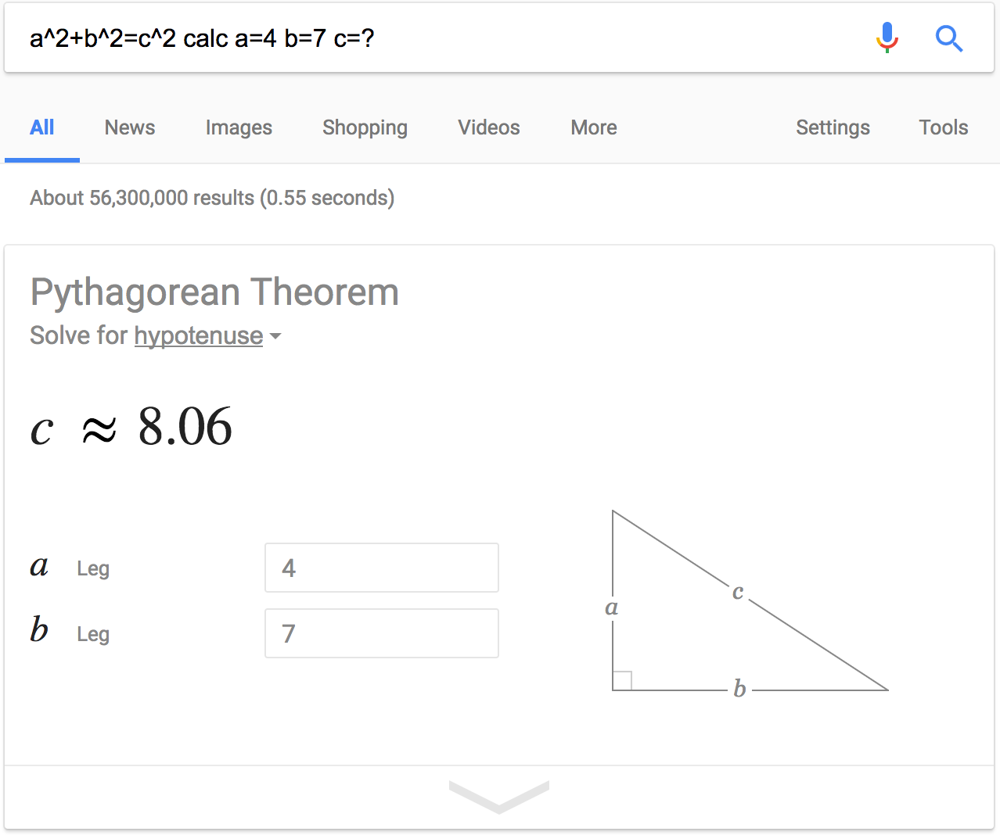 a^2+b^2=c^2 calc a=4 b=7 c=?
All News Images Shopping Videos More Settings Tools
About 56,300,000 results (0.55 seconds)
Pythagorean Theorem
Solve for hypotenuse
c ≈ 8.06
a Leg 4
b Leg 7
c
a
b